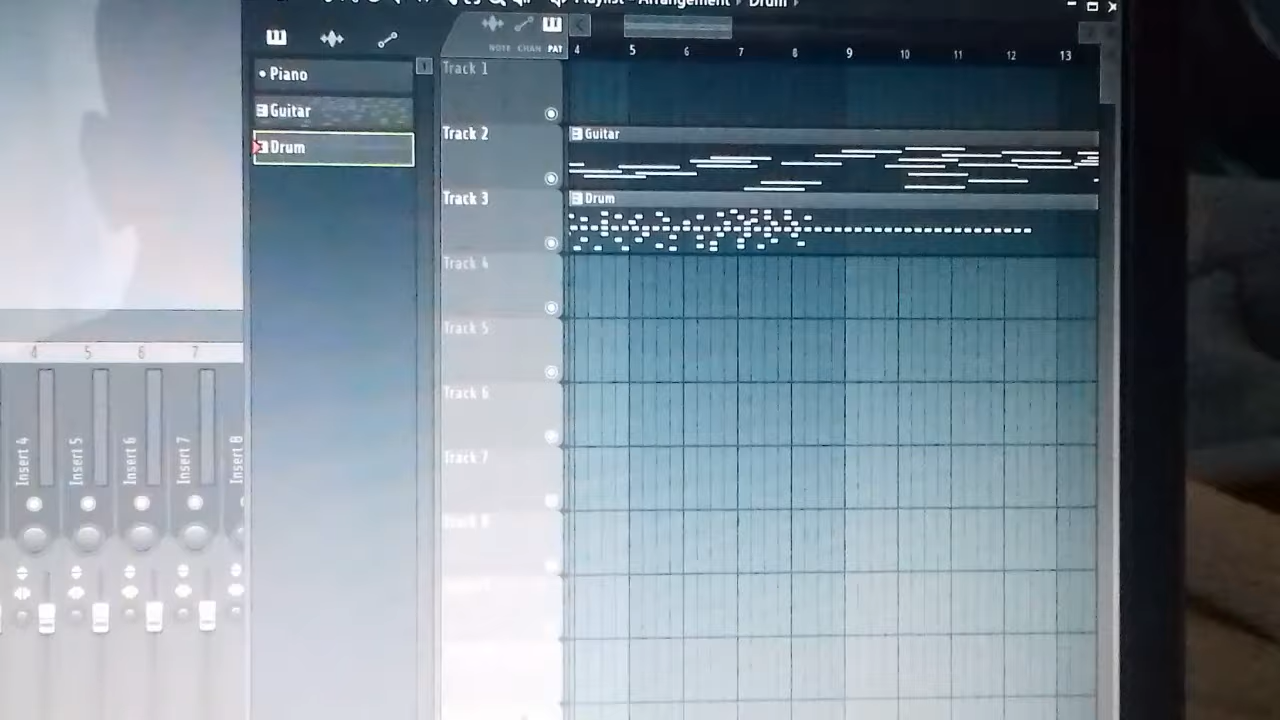 Playlist - Arrangement ▸ Drum ▸
NOTE CHAN PAT
4 5 6 7 8 9 10 11 12 13
Piano
Guitar
Drum
Track 1
Track 2
Guitar
Track 3
Drum
Track 4
Track 5
Track 6
Track 7
Track 8
4 5 6 7
Insert 4
Insert 5
Insert 6
Insert 7
Insert 8